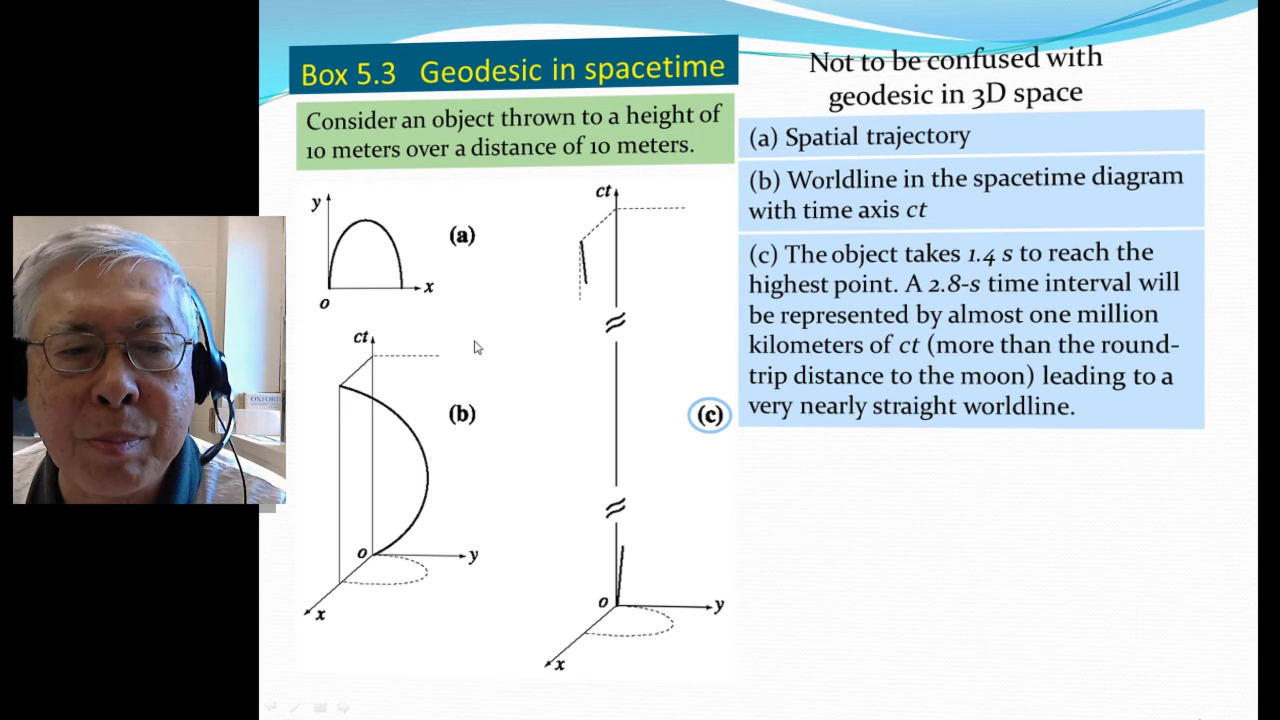 Box 5.3 Geodesic in spacetime
Not to be confused with
geodesic in 3D space
Consider an object thrown to a height of
10 meters over a distance of 10 meters.
(a) Spatial trajectory
(b) Worldline in the spacetime diagram
with time axis ct
(c) The object takes 1.4 s to reach the
highest point. A 2.8-s time interval will
be represented by almost one million
kilometers of ct (more than the round-
trip distance to the moon) leading to a
very nearly straight worldline.
y
(a)
x
o
ct
(b)
o
y
x
ct
(c)
o
y
x
OXFORD